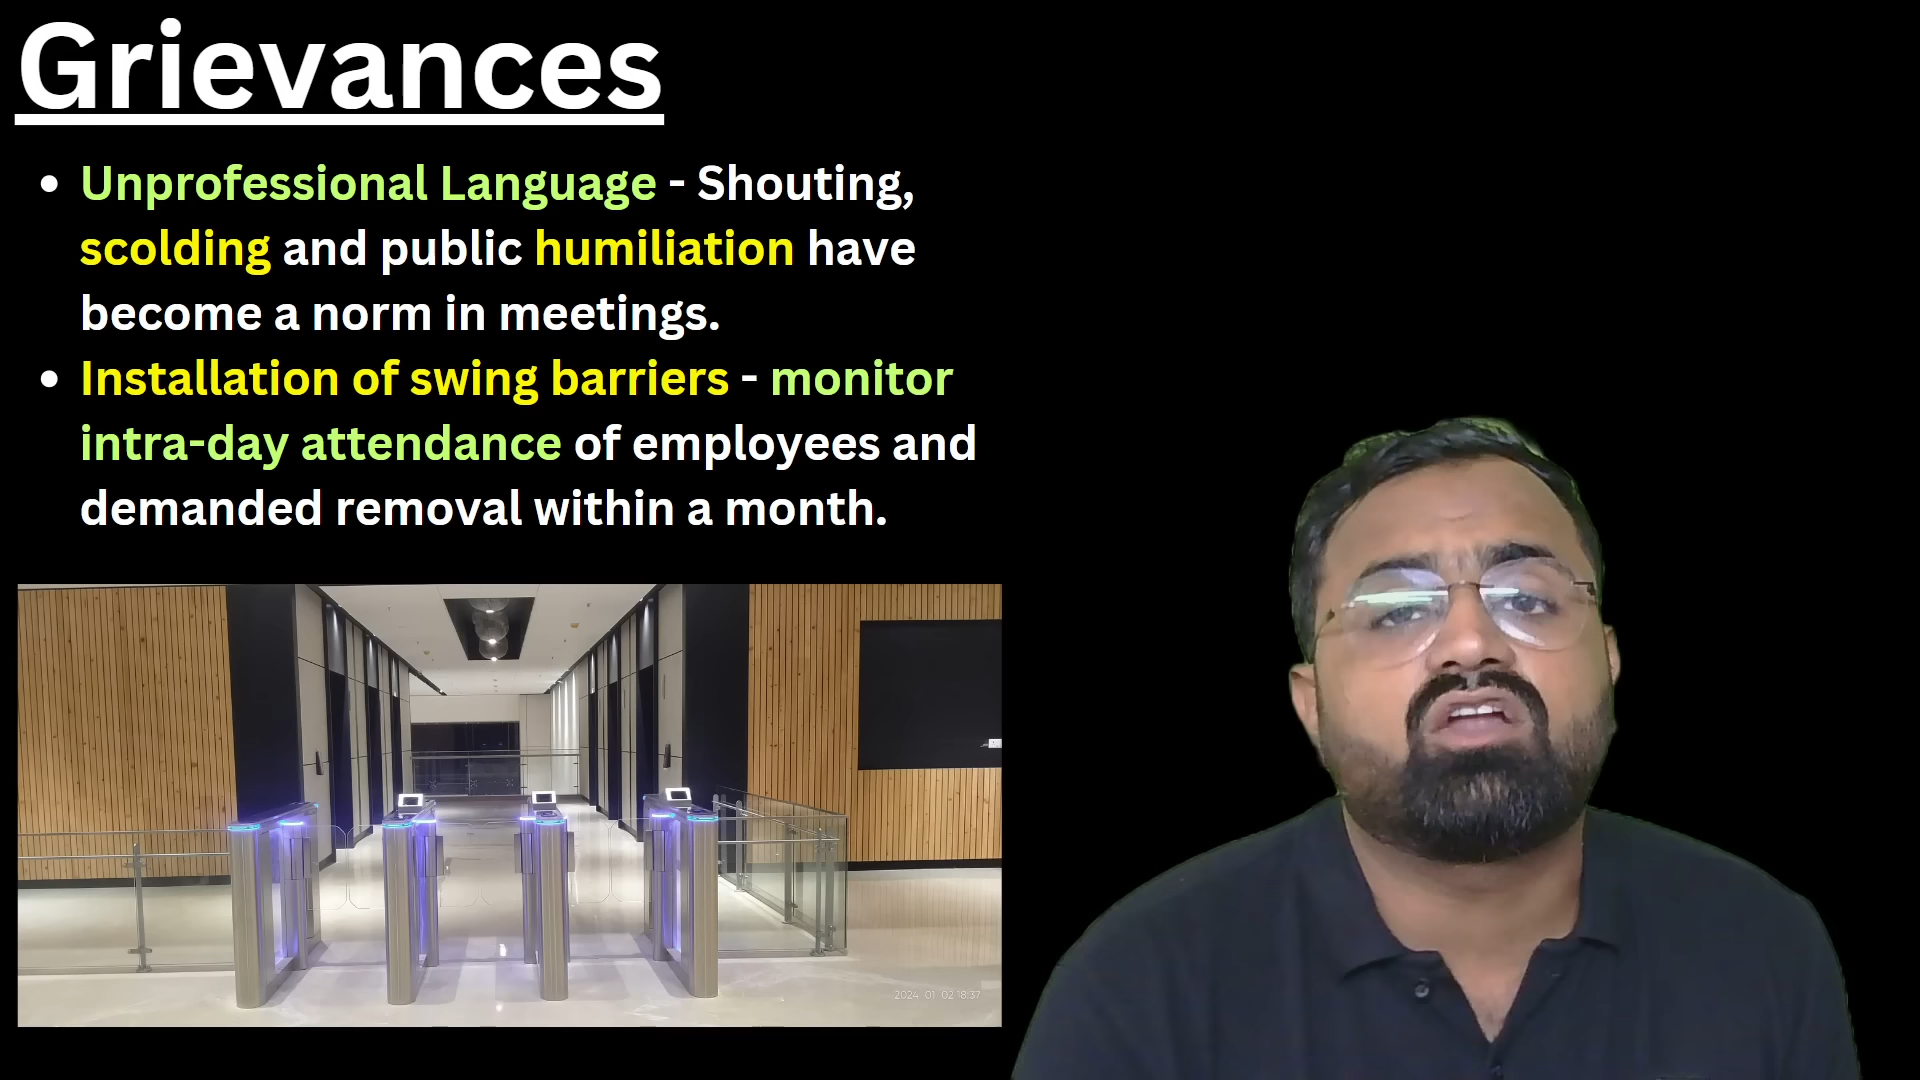 Grievances
• Unprofessional Language - Shouting,
scolding and public humiliation have
become a norm in meetings.
• Installation of swing barriers - monitor
intra-day attendance of employees and
demanded removal within a month.
2024 01 02 18:37